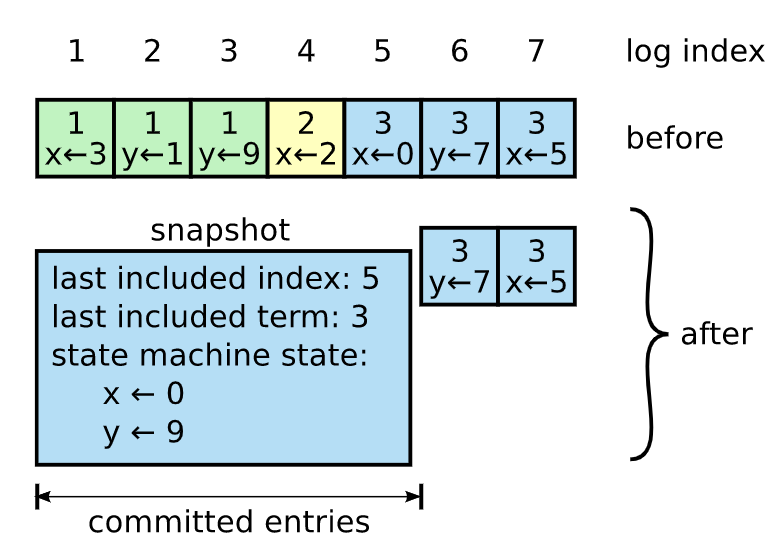 1 2 3 4 5 6 7 log index
1 1 1 2 3 3 3
x←3 y←1 y←9 x←2 x←0 y←7 x←5
before
snapshot
3 3
y←7 x←5
last included index: 5
last included term: 3
state machine state:
x ← 0
y ← 9
after
committed entries